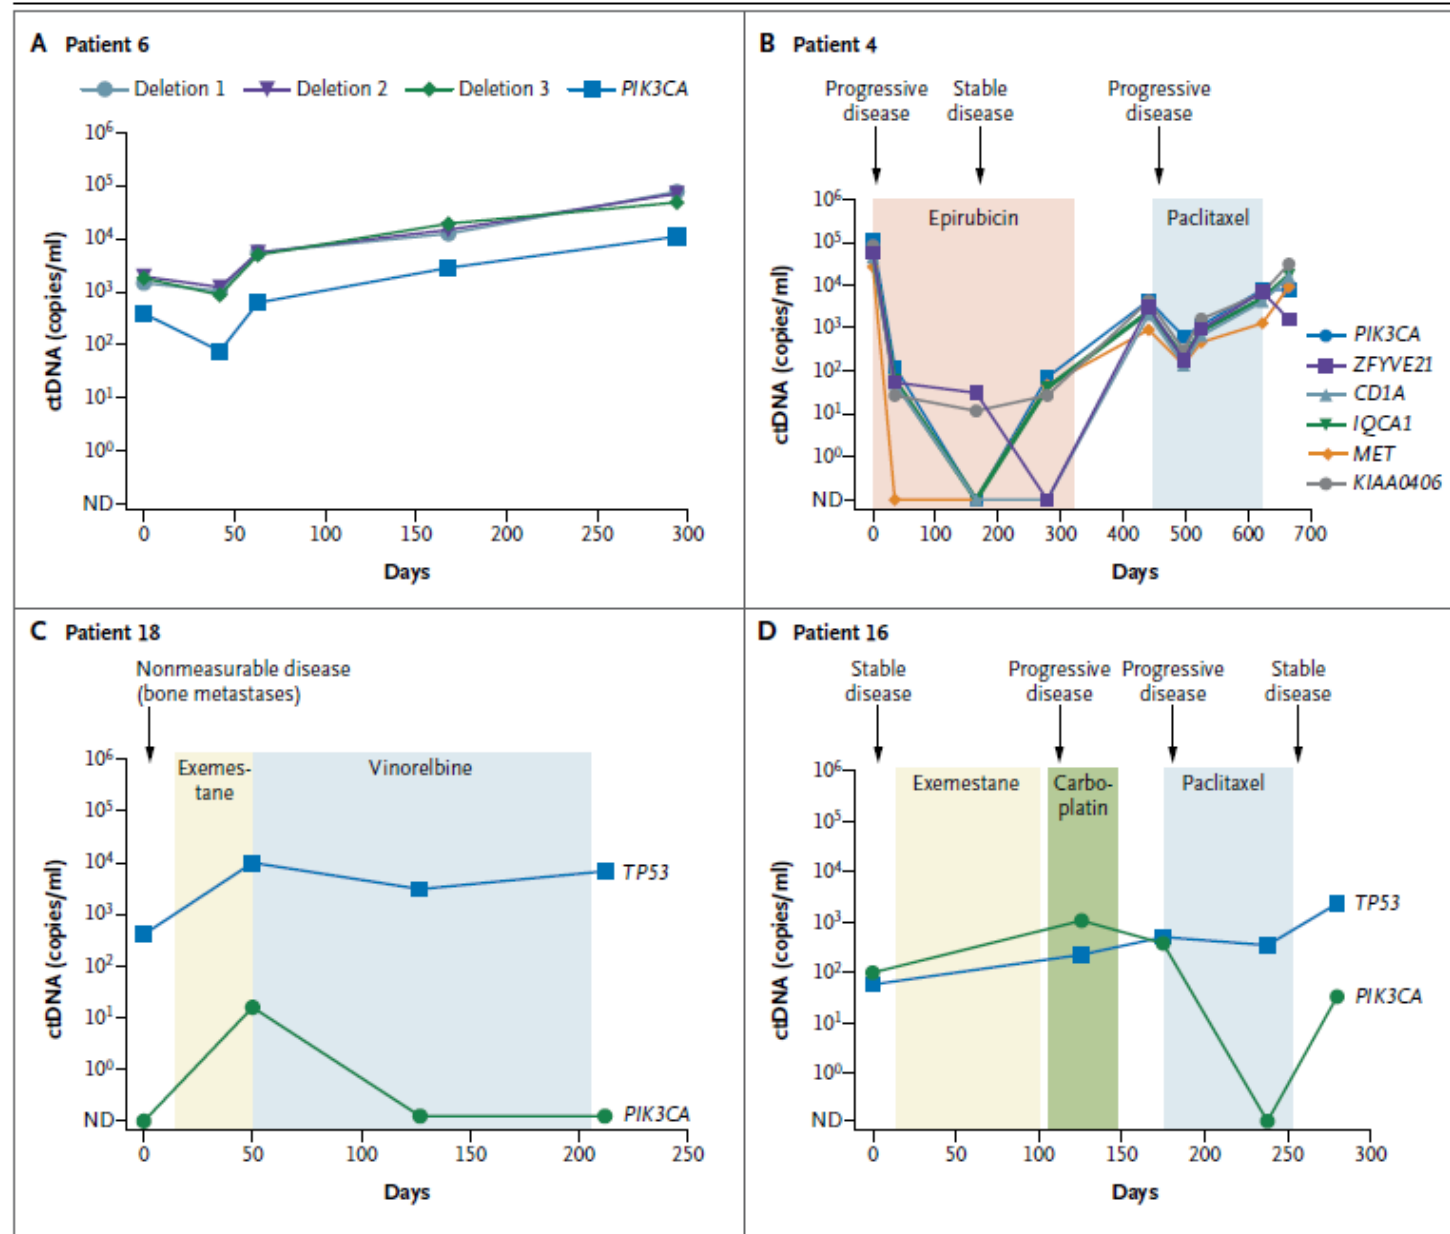 A Patient 6
Deletion 1 Deletion 2 Deletion 3 PIK3CA
10⁶
10⁵
10⁴
10³
10²
10¹
10⁰
ND
ctDNA (copies/ml)
0 50 100 150 200 250 300
Days
B Patient 4
Progressive disease
Stable disease
Progressive disease
Epirubicin
Paclitaxel
10⁶
10⁵
10⁴
10³
10²
10¹
10⁰
ND
ctDNA (copies/ml)
PIK3CA
ZFYVE21
CD1A
IQCA1
MET
KIAA0406
0 100 200 300 400 500 600 700
Days
C Patient 18
Nonmeasurable disease
(bone metastases)
Exemes-
tane
Vinorelbine
10⁶
10⁵
10⁴
10³
10²
10¹
10⁰
ND
ctDNA (copies/ml)
TP53
PIK3CA
0 50 100 150 200 250
Days
D Patient 16
Stable disease
Progressive disease
Progressive disease
Stable disease
Exemestane
Carbo-
platin
Paclitaxel
10⁶
10⁵
10⁴
10³
10²
10¹
10⁰
ND
ctDNA (copies/ml)
TP53
PIK3CA
0 50 100 150 200 250 300
Days